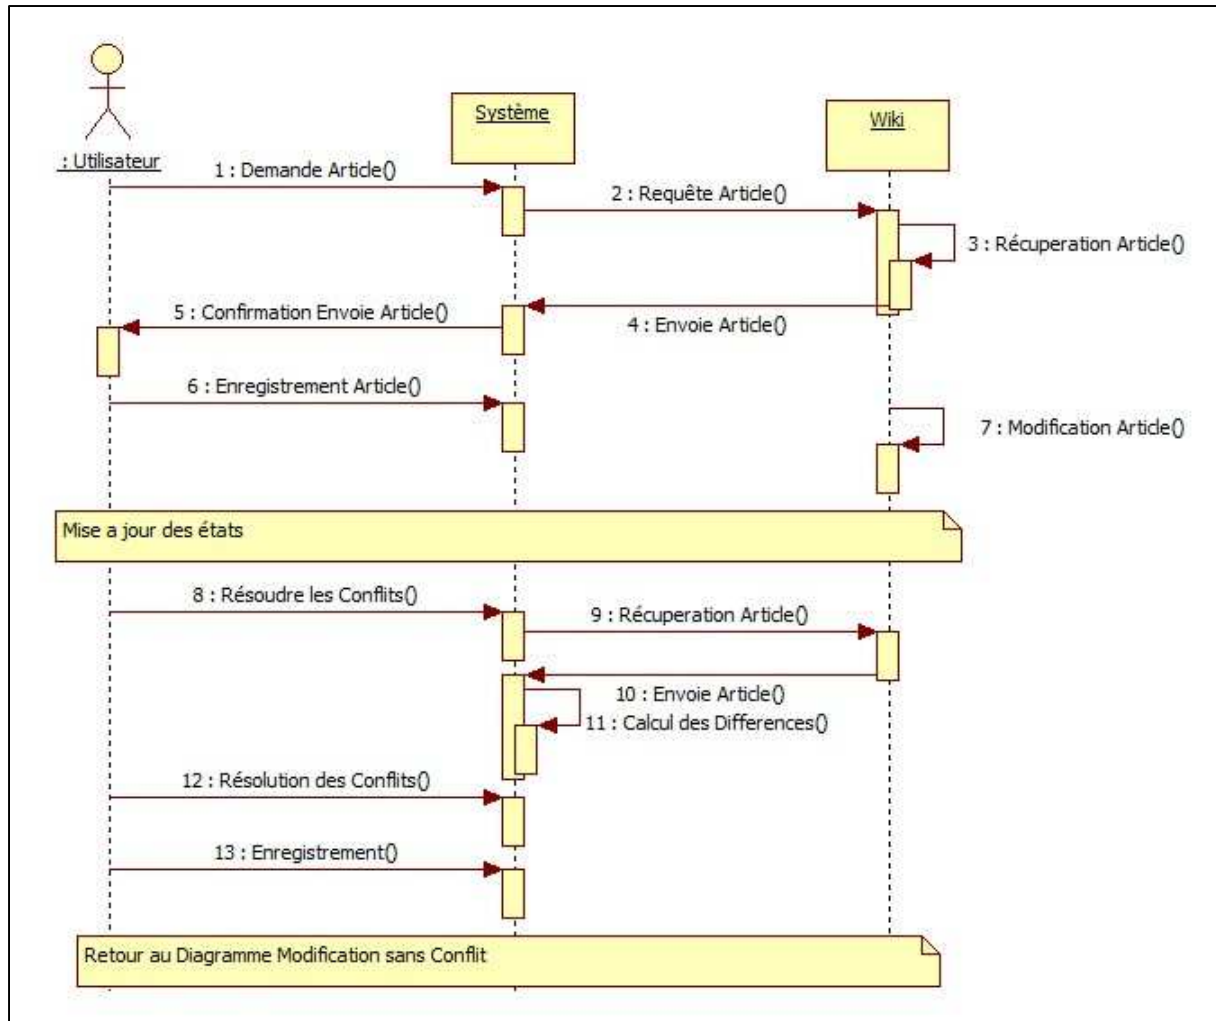 Système
Wiki
: Utilisateur
1 : Demande Article()
2 : Requête Article()
3 : Récuperation Article()
5 : Confirmation Envoie Article()
4 : Envoie Article()
6 : Enregistrement Article()
7 : Modification Article()
Mise a jour des états
8 : Résoudre les Conflits()
9 : Récuperation Article()
10 : Envoie Article()
11 : Calcul des Differences()
12 : Résolution des Conflits()
13 : Enregistrement()
Retour au Diagramme Modification sans Conflit